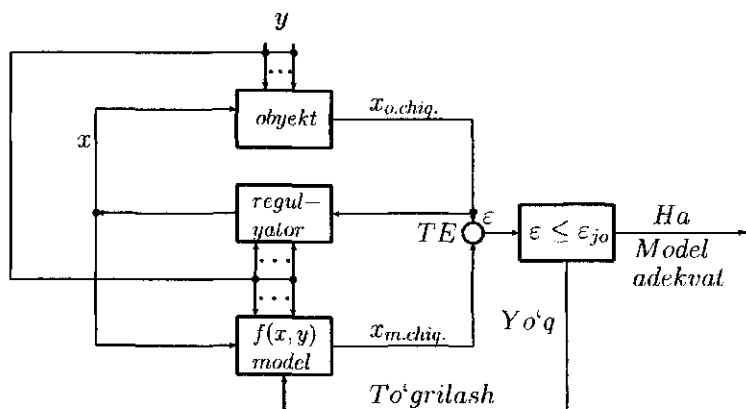 y
...
obyekt
x_{o.chiq.}
x
regul-
yator
...
...
TE
ε
ε ≤ ε_{jo}
Ha
Model
adekvat
f(x, y)
model
x_{m.chiq.}
Yo‘q
To‘grilash